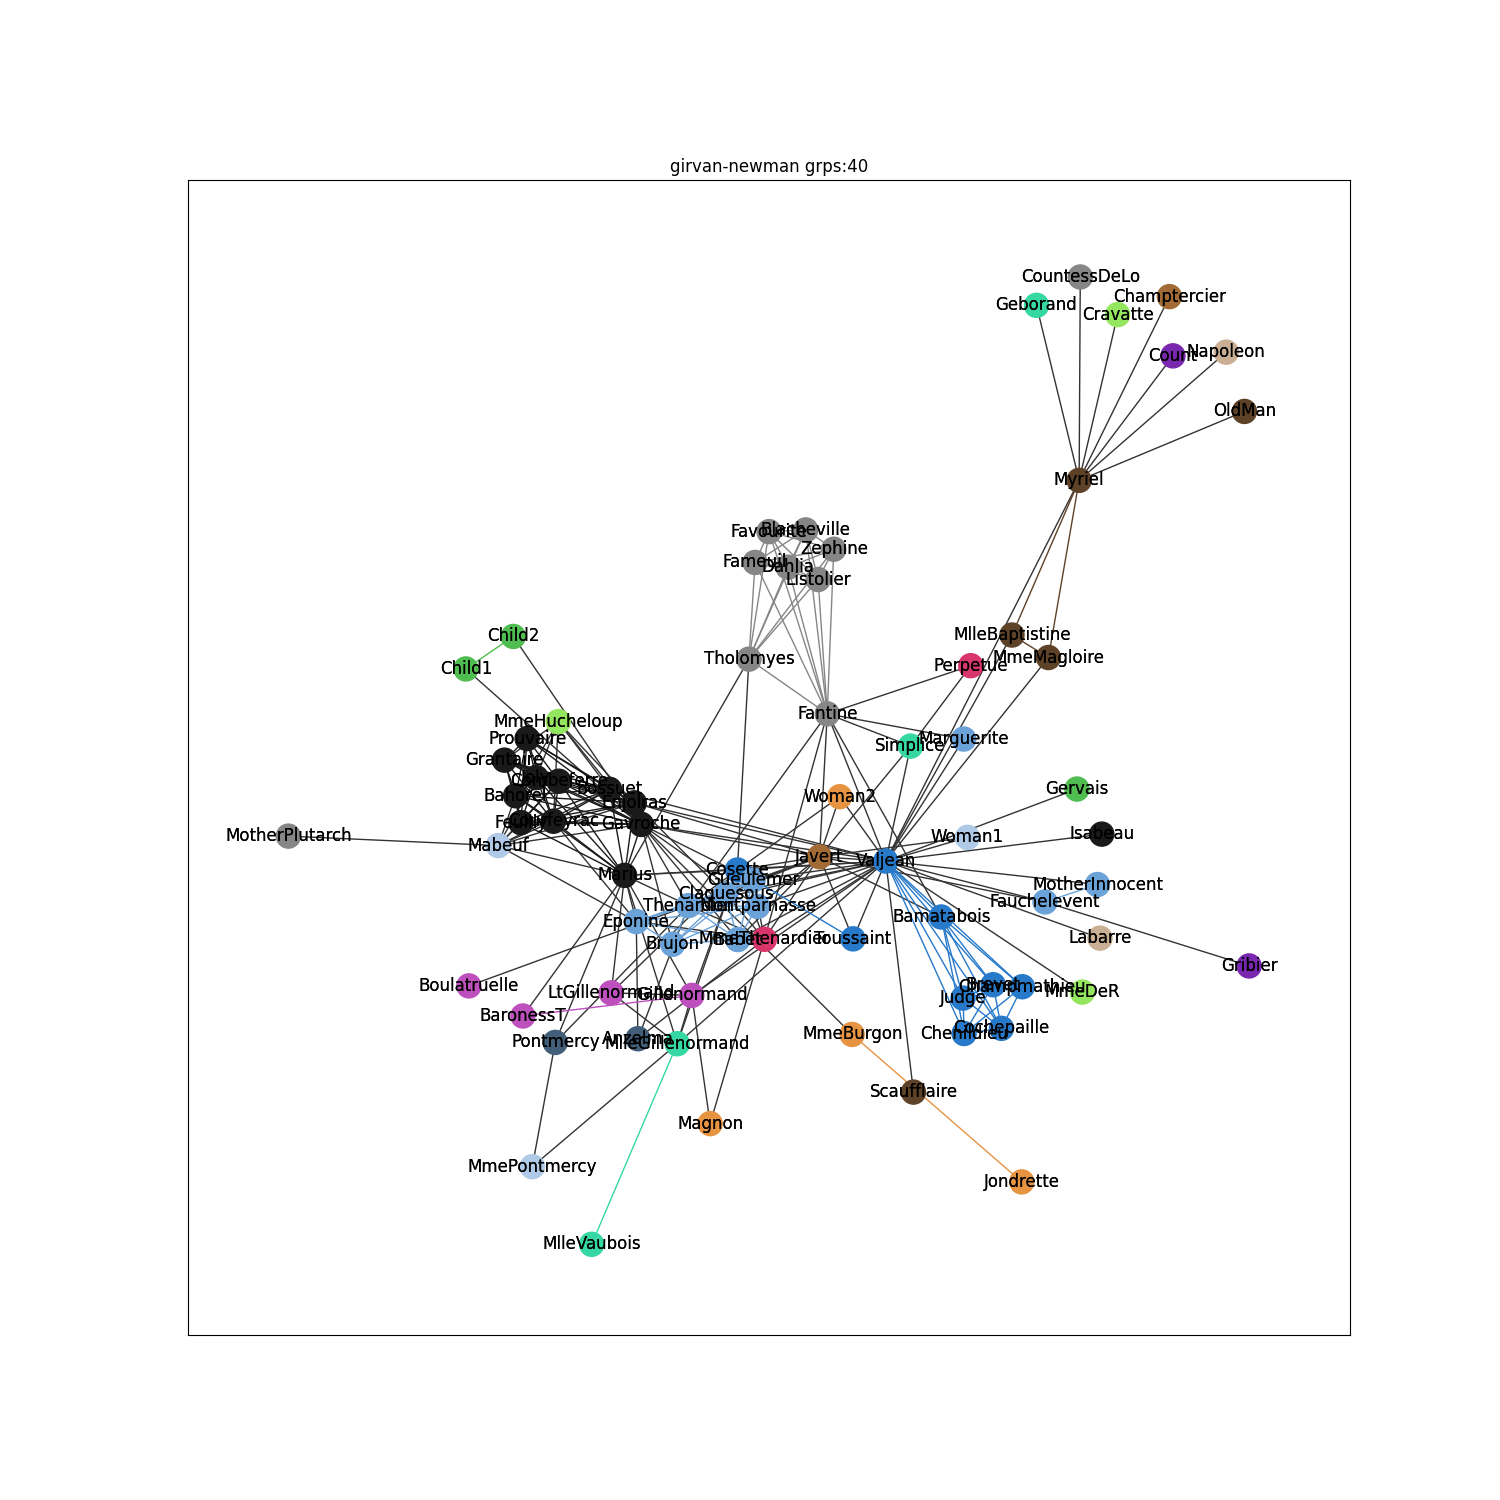 girvan-newman grps:40
CountessDeLo
Geborand
Champtercier
Cravatte
Count
Napoleon
OldMan
Myriel
Favourite
Blacheville
Zephine
Fameuil
Dahlia
Listolier
Child2
MlleBaptistine
Tholomyes
MmeMagloire
Child1
Perpetue
Fantine
MmeHucheloup
Prouvaire
Marguerite
Simplice
Grantaire
Combeferre
Bossuet
Gervais
Bahorel
Woman2
Enjolras
Feuilly
Courfeyrac
Gavroche
MotherPlutarch
Woman1
Isabeau
Mabeuf
Javert
Valjean
Cosette
Marius
Gueulemer
MotherInnocent
Claquesous
Fauchelevent
Thenardier
Montparnasse
Bamatabois
Eponine
Brujon
Babet
MmeThenardier
Toussaint
Labarre
Gribier
Boulatruelle
Brevet
Champmathieu
LtGillenormand
Gillenormand
Judge
MmeDeR
BaronessT
Cochepaille
Chenildieu
MmeBurgon
Pontmercy
Anzelma
MlleGillenormand
Scaufflaire
Magnon
MmePontmercy
Jondrette
MlleVaubois